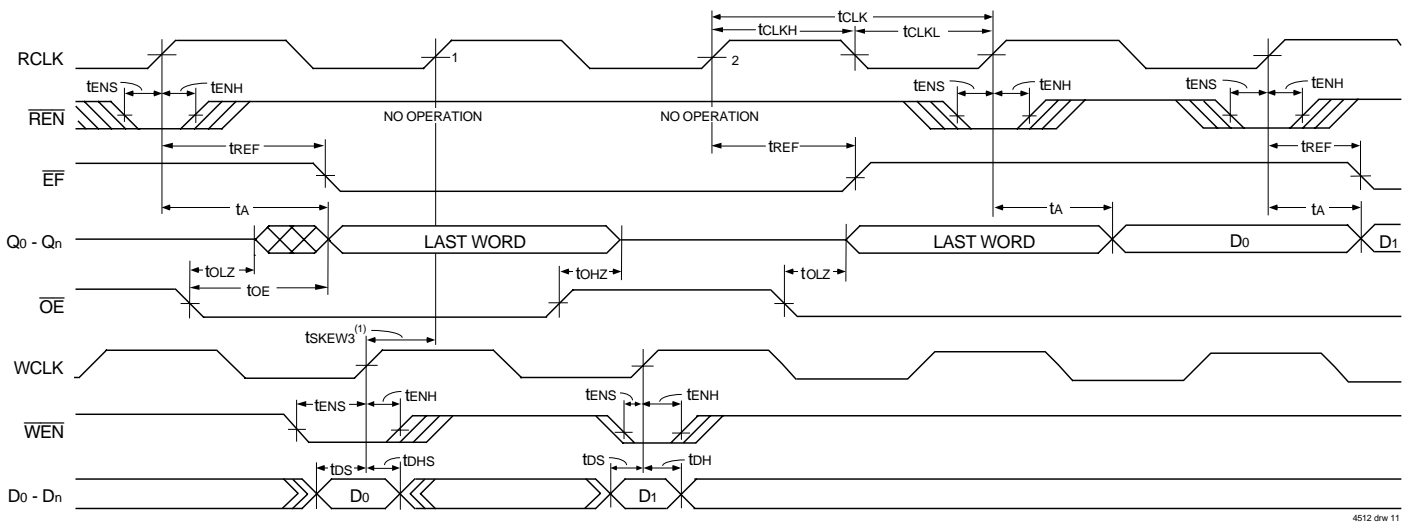 tCLK
tCLKH tCLKL
RCLK 1 2
tENS tENH tENS tENH tENS tENH
REN NO OPERATION NO OPERATION
tREF tREF tREF
EF
tA tA tA
Q0 - Qn LAST WORD LAST WORD D0 D1
tOLZ tOHZ tOLZ
tOE
OE
tSKEW3(1)
WCLK
tENS tENH tENS tENH
WEN
tDS tDHS tDS tDH
D0 - Dn D0 D1
4512 drw 11